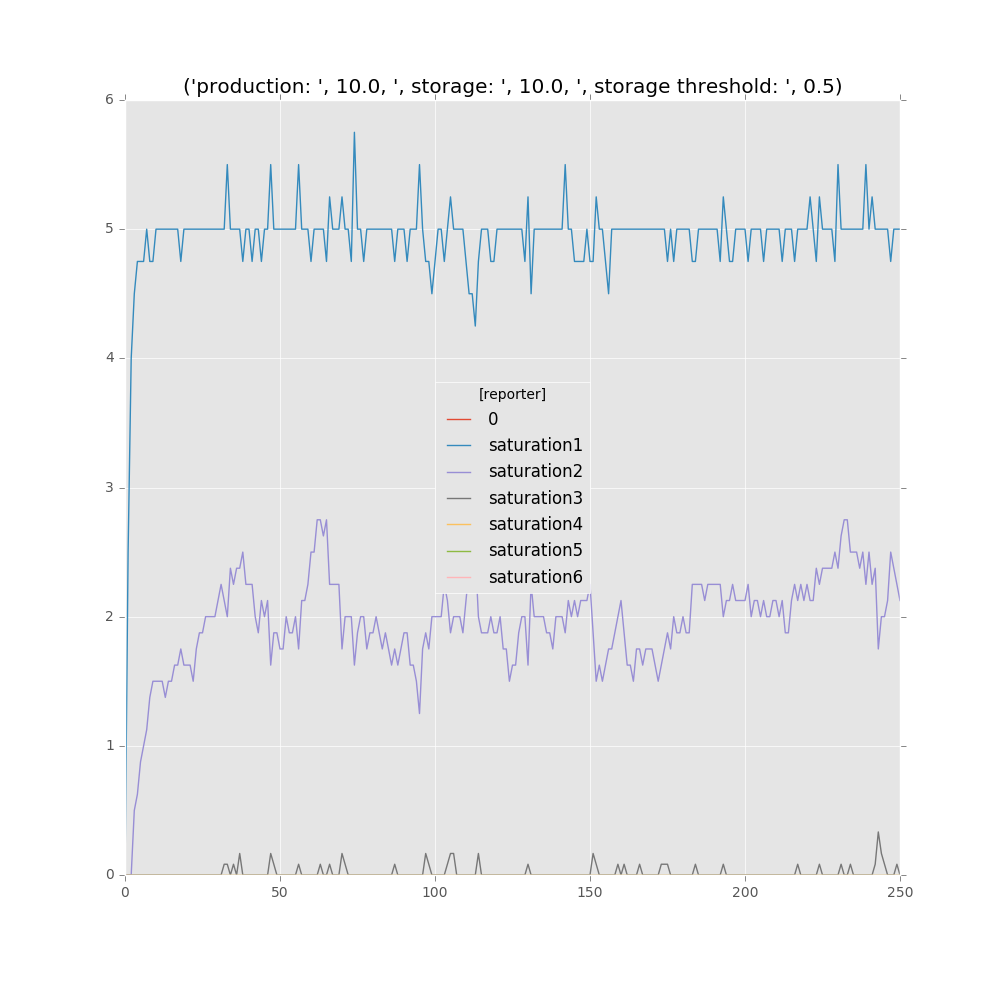 ('production: ', 10.0, ', storage: ', 10.0, ', storage threshold: ', 0.5)
6
5
4
3
2
1
0
[reporter]
0
saturation1
saturation2
saturation3
saturation4
saturation5
saturation6
0 50 100 150 200 250